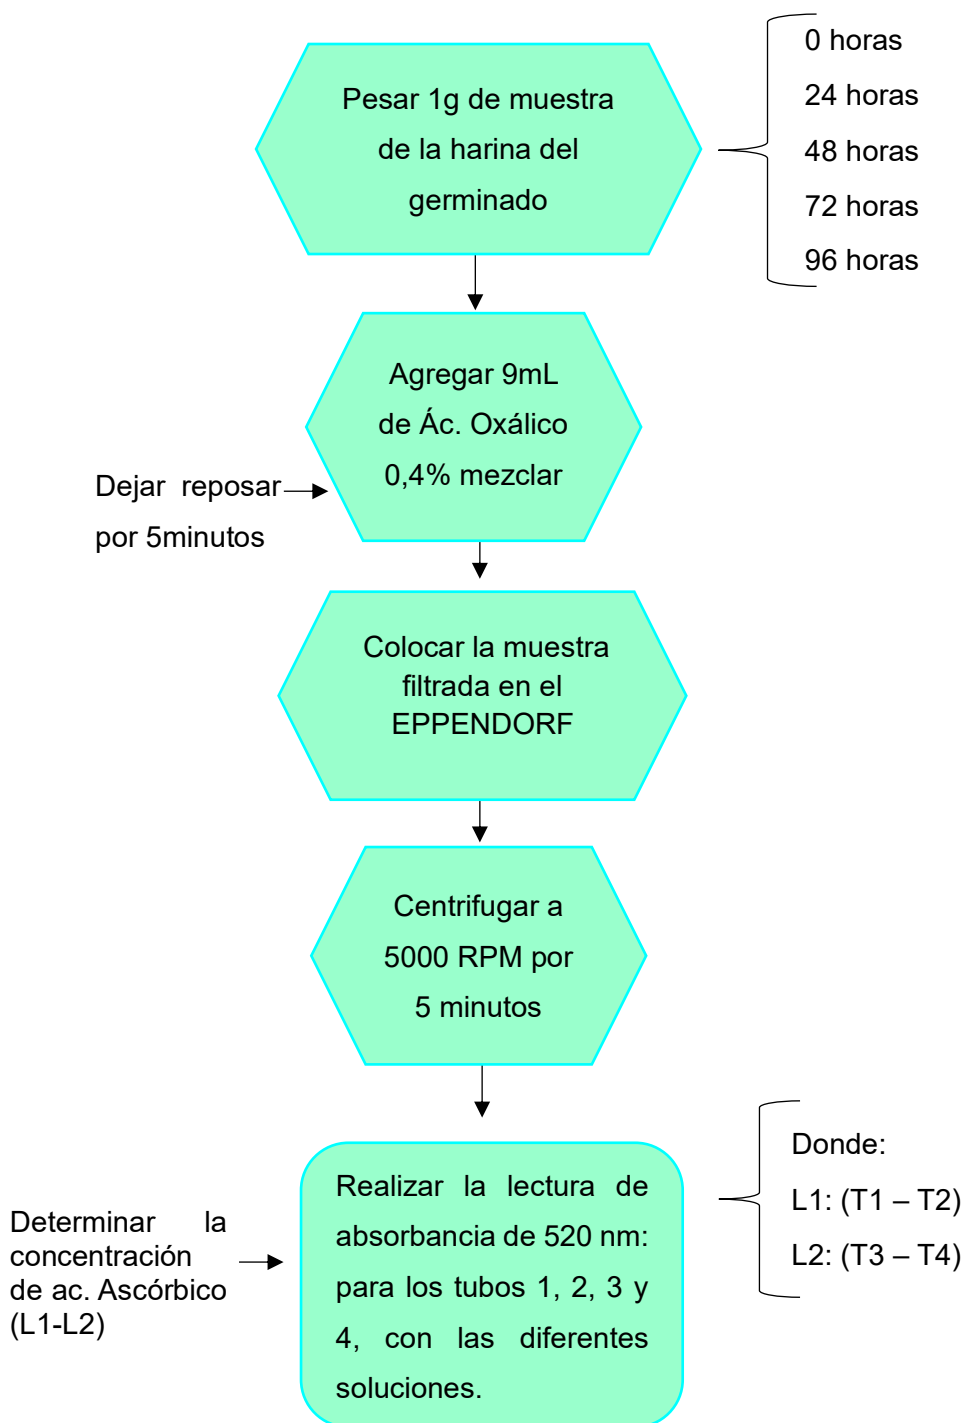 Pesar 1g de muestra
de la harina del
germinado
0 horas
24 horas
48 horas
72 horas
96 horas
Agregar 9mL
de Ác. Oxálico
0,4% mezclar
Dejar reposar
por 5minutos
Colocar la muestra
filtrada en el
EPPENDORF
Centrifugar a
5000 RPM por
5 minutos
Realizar la lectura de
absorbancia de 520 nm:
para los tubos 1, 2, 3 y
4, con las diferentes
soluciones.
Donde:
L1: (T1 – T2)
L2: (T3 – T4)
Determinar la
concentración
de ac. Ascórbico
(L1-L2)